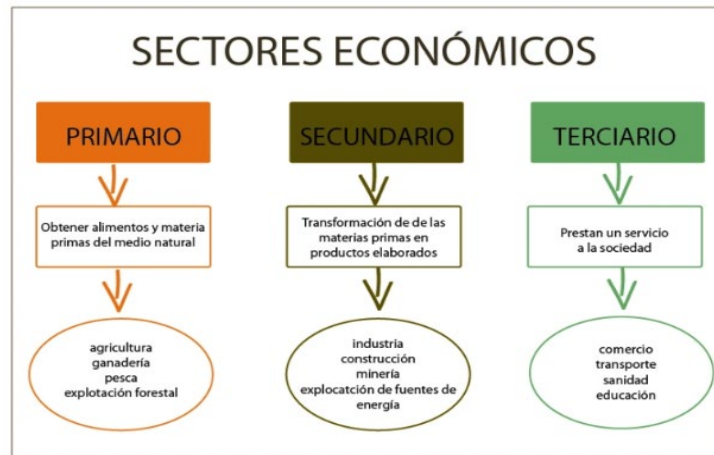 SECTORES ECONÓMICOS
PRIMARIO
Obtener alimentos y materia
primas del medio natural
agricultura
ganadería
pesca
explotación forestal
SECUNDARIO
Transformación de de las
materias primas en
productos elaborados
industria
construcción
minería
explocatción de fuentes de
energía
TERCIARIO
Prestan un servicio
a la sociedad
comercio
transporte
sanidad
educación